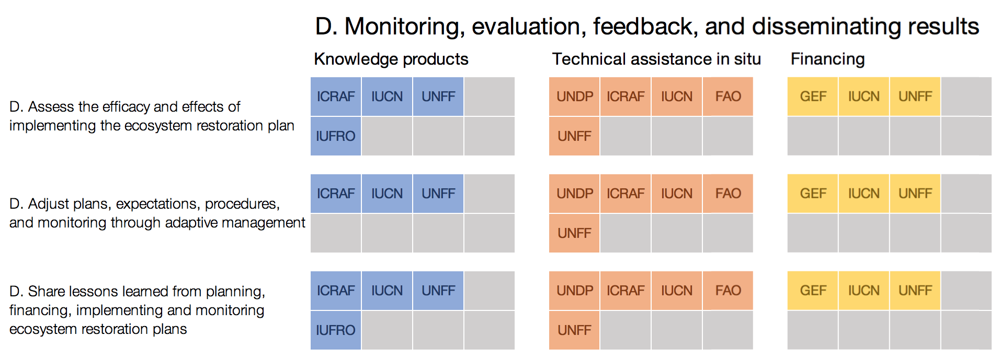 D. Monitoring, evaluation, feedback, and disseminating results
Knowledge products
Technical assistance in situ
Financing
D. Assess the efficacy and effects of
implementing the ecosystem restoration plan
ICRAF IUCN UNFF
IUFRO
UNDP ICRAF IUCN FAO
UNFF
GEF IUCN UNFF
D. Adjust plans, expectations, procedures,
and monitoring through adaptive management
ICRAF IUCN UNFF
UNDP ICRAF IUCN FAO
UNFF
GEF IUCN UNFF
D. Share lessons learned from planning,
financing, implementing and monitoring
ecosystem restoration plans
ICRAF IUCN UNFF
IUFRO
UNDP ICRAF IUCN FAO
UNFF
GEF IUCN UNFF